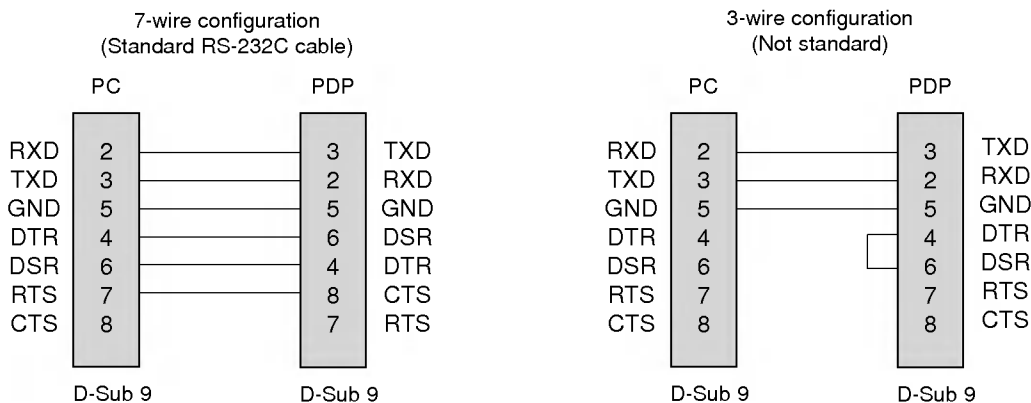 7-wire configuration
(Standard RS-232C cable)
PC PDP
RXD 2 3 TXD
TXD 3 2 RXD
GND 5 5 GND
DTR 4 6 DSR
DSR 6 4 DTR
RTS 7 8 CTS
CTS 8 7 RTS
D-Sub 9 D-Sub 9
3-wire configuration
(Not standard)
PC PDP
RXD 2 3 TXD
TXD 3 2 RXD
GND 5 5 GND
DTR 4 4 DTR
DSR 6 6 DSR
RTS 7 7 RTS
CTS 8 8 CTS
D-Sub 9 D-Sub 9